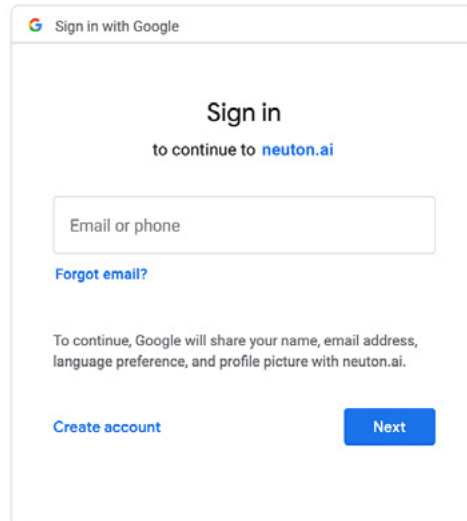 Sign in with Google
Sign in
to continue to neuton.ai
Email or phone
Forgot email?
To continue, Google will share your name, email address,
language preference, and profile picture with neuton.ai.
Create account
Next